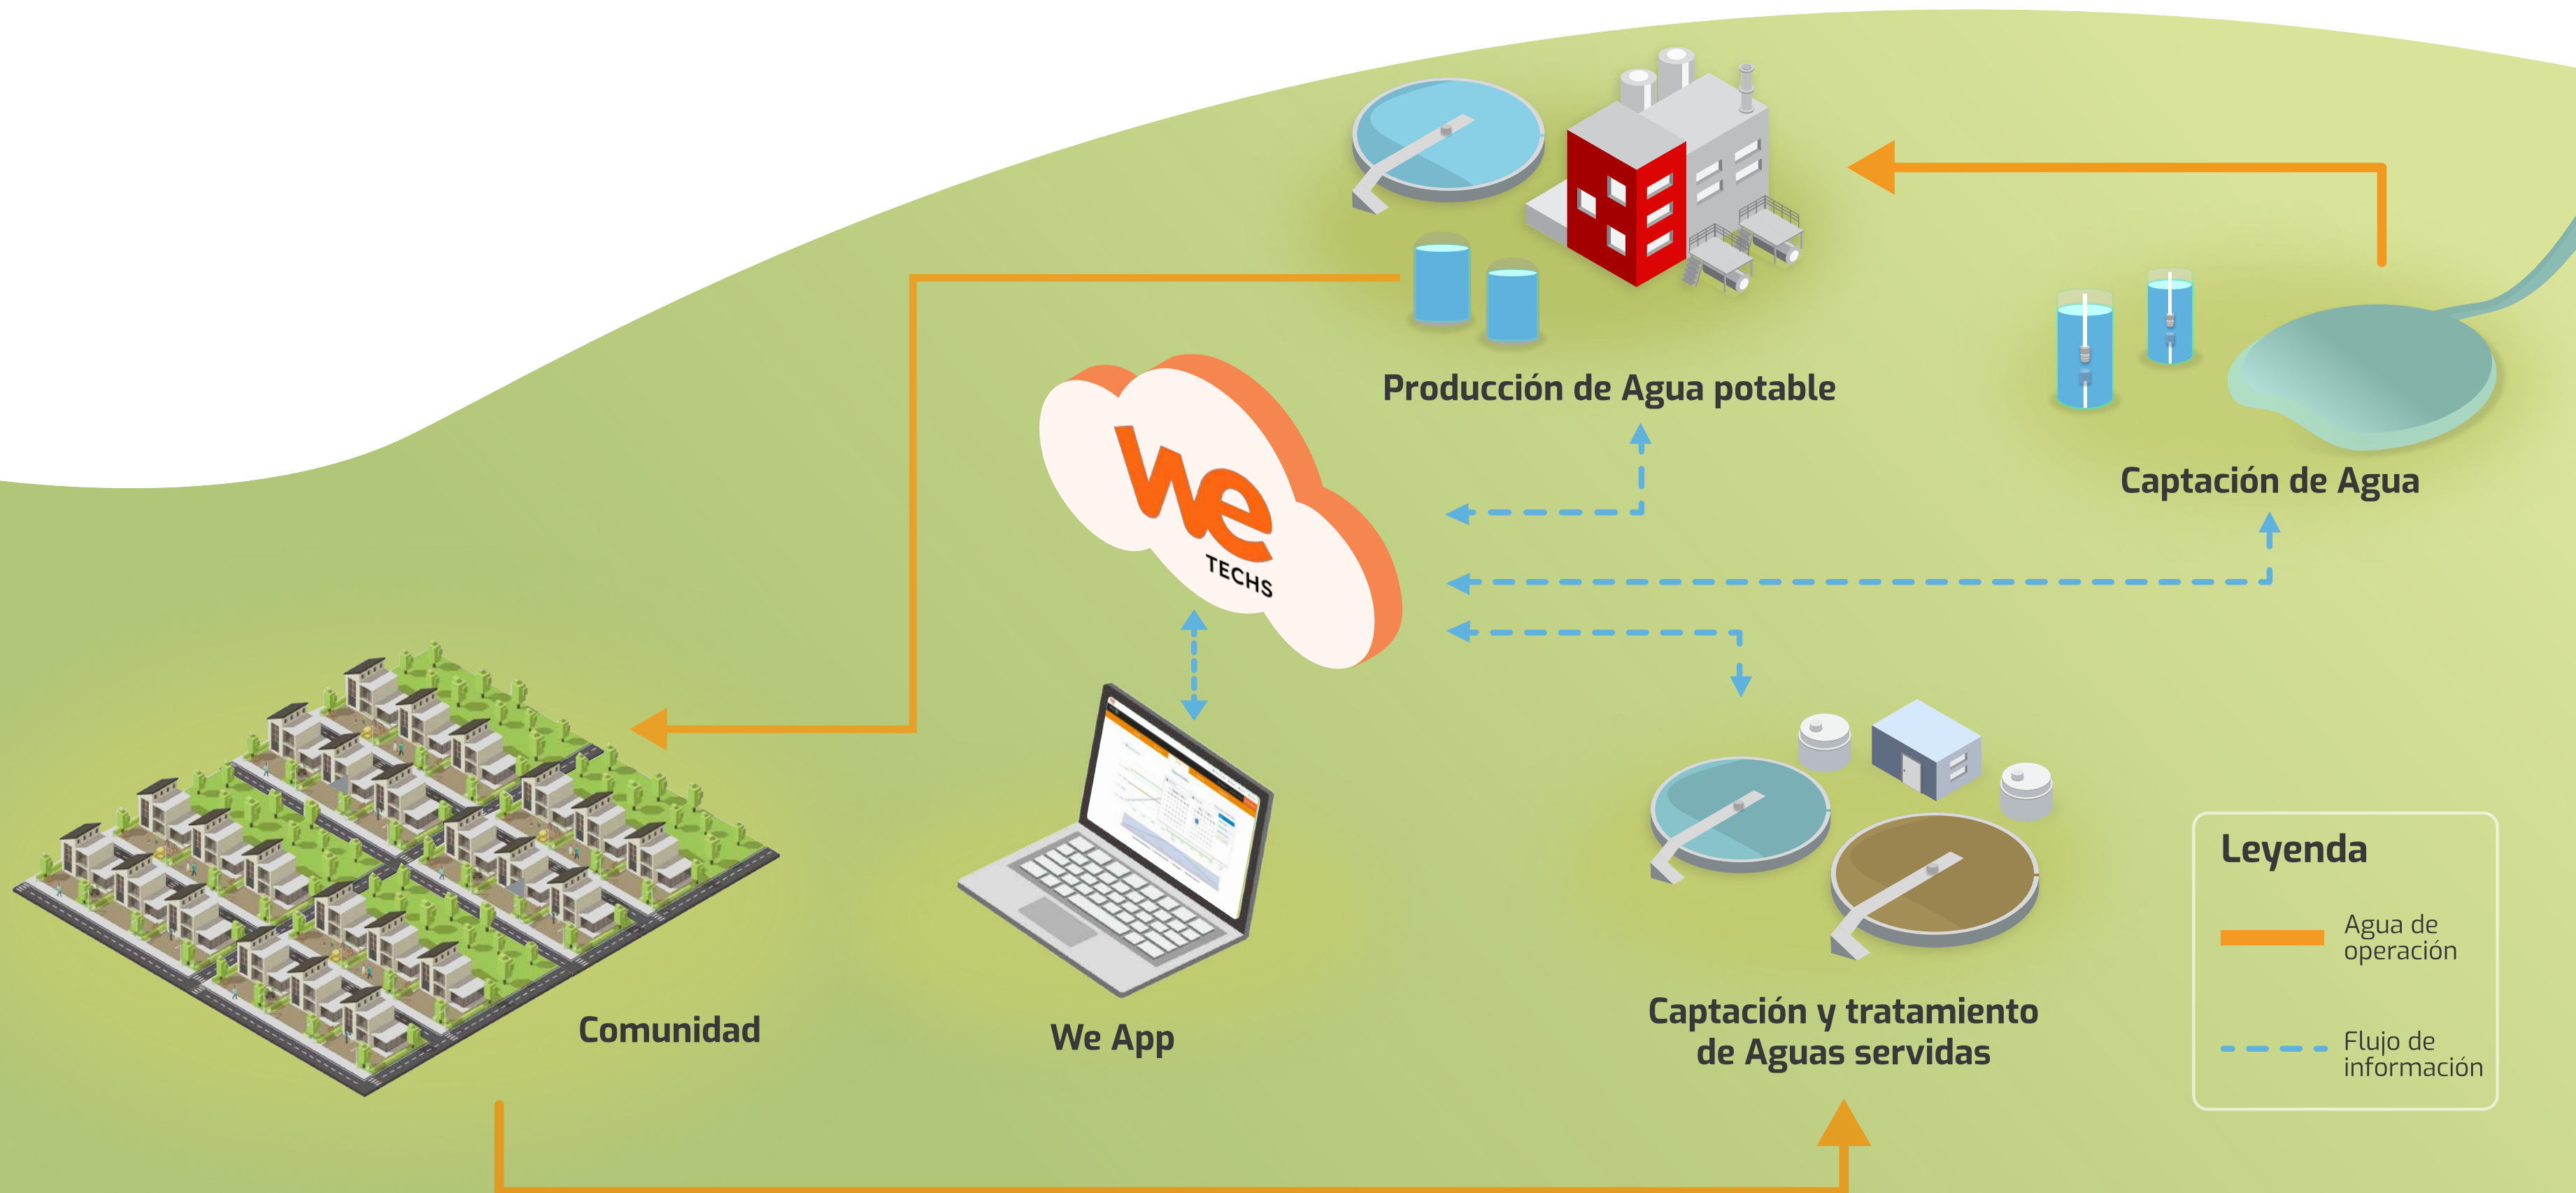 Producción de Agua potable
Captación de Agua
we
TECHS
Comunidad
We App
Captación y tratamiento
de Aguas servidas
Leyenda
Agua de
operación
Flujo de
información